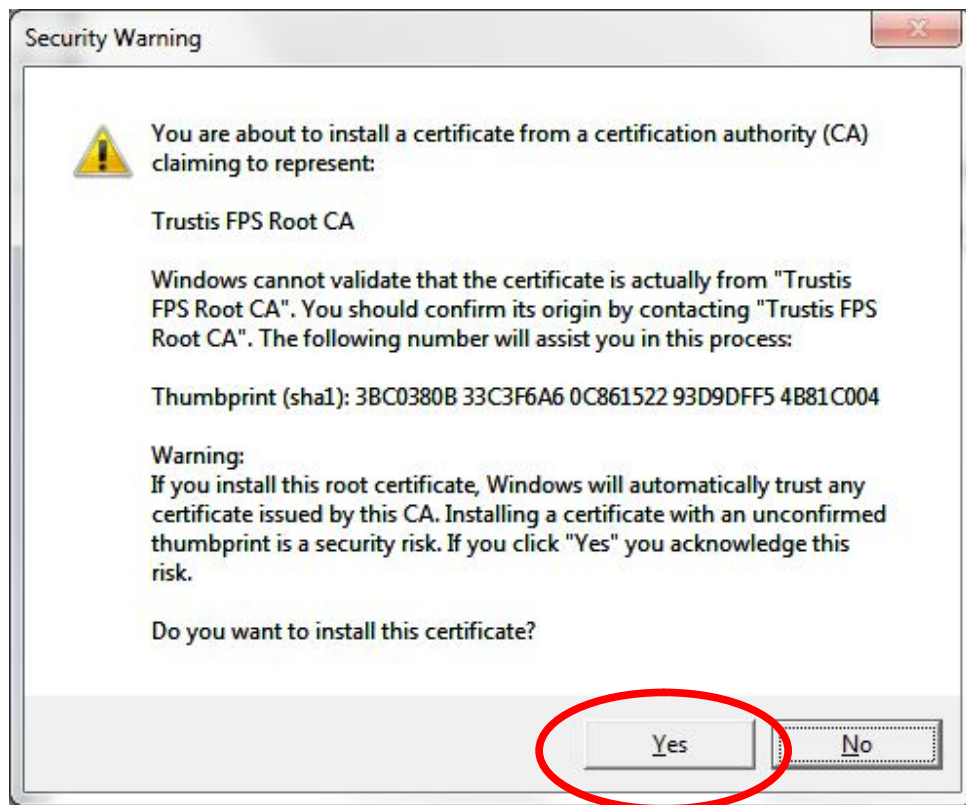 Security Warning
You are about to install a certificate from a certification authority (CA)
claiming to represent:
Trustis FPS Root CA
Windows cannot validate that the certificate is actually from "Trustis
FPS Root CA". You should confirm its origin by contacting "Trustis FPS
Root CA". The following number will assist you in this process:
Thumbprint (sha1): 3BC0380B 33C3F6A6 0C861522 93D9DFF5 4B81C004
Warning:
If you install this root certificate, Windows will automatically trust any
certificate issued by this CA. Installing a certificate with an unconfirmed
thumbprint is a security risk. If you click "Yes" you acknowledge this
risk.
Do you want to install this certificate?
Yes No